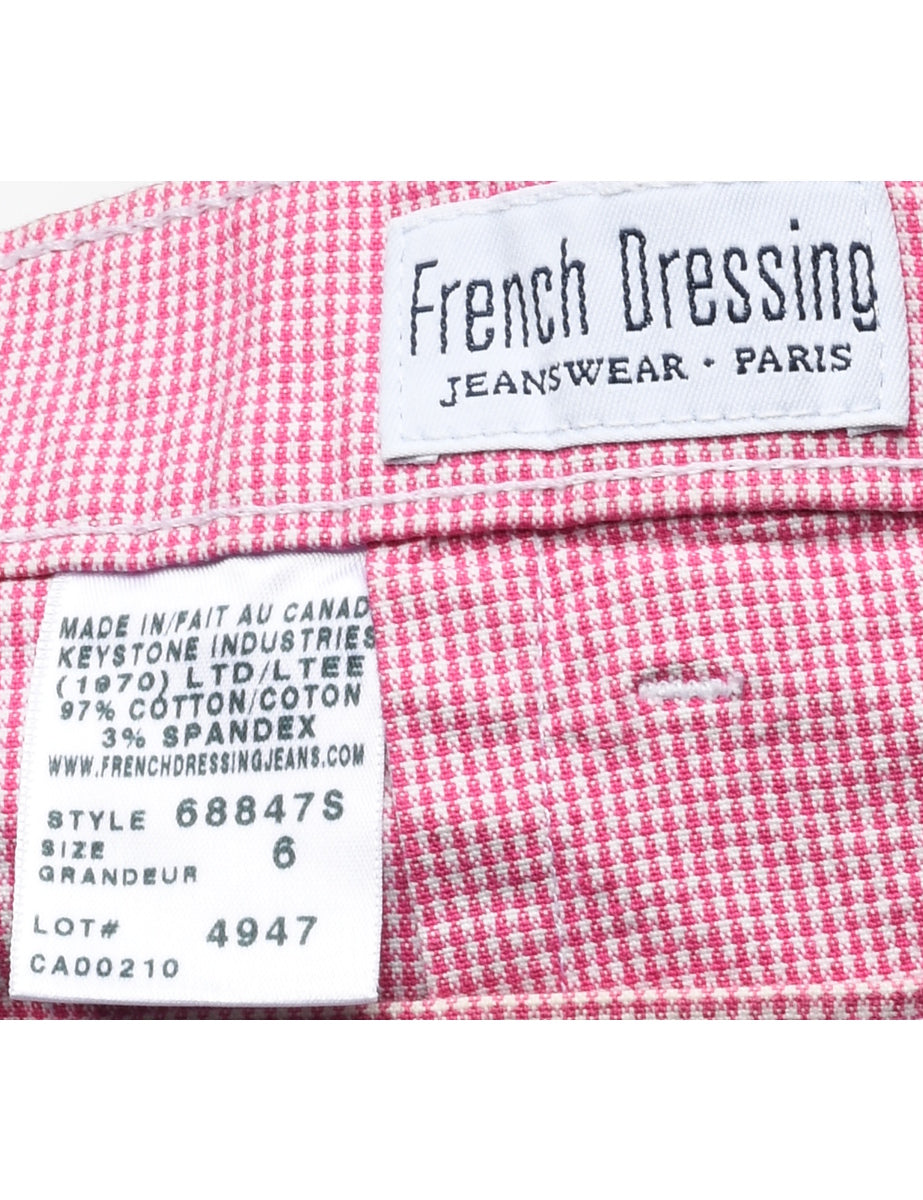 French Dressing
JEANSWEAR · PARIS
MADE IN/FAIT AU CANAD
KEYSTONE INDUSTRIES
(1970) LTD/LTEE
97% COTTON/COTON
3% SPANDEX
WWW.FRENCHDRESSINGJEANS.COM
STYLE 68847S
SIZE 6
GRANDEUR
LOT# 4947
CA00210